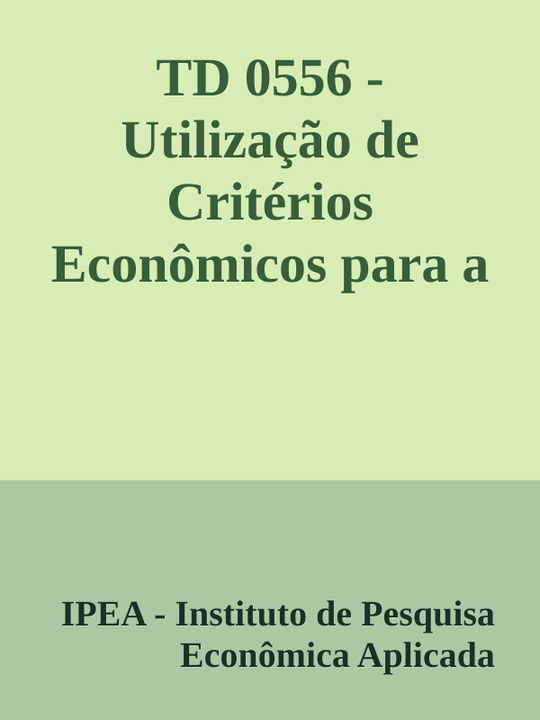 TD 0556 -
Utilização de
Critérios
Econômicos para a
IPEA - Instituto de Pesquisa
Econômica Aplicada